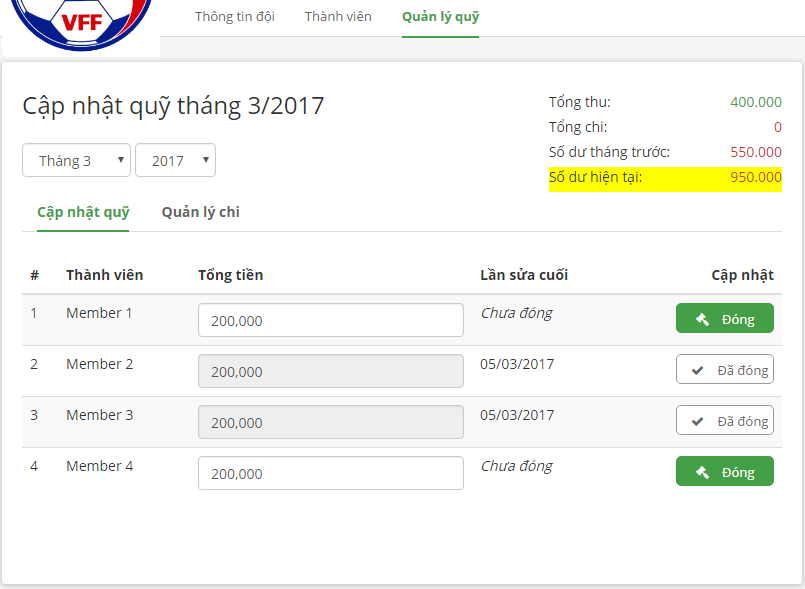 VFF
Thông tin đội Thành viên Quản lý quỹ
Cập nhật quỹ tháng 3/2017
Tổng thu: 400.000
Tổng chi: 0
Số dư tháng trước: 550.000
Số dư hiện tại: 950.000
Tháng 3 2017
Cập nhật quỹ Quản lý chi
# Thành viên Tổng tiền Lần sửa cuối Cập nhật
1 Member 1 200,000 Chưa đóng Đóng
2 Member 2 200,000 05/03/2017 Đã đóng
3 Member 3 200,000 05/03/2017 Đã đóng
4 Member 4 200,000 Chưa đóng Đóng